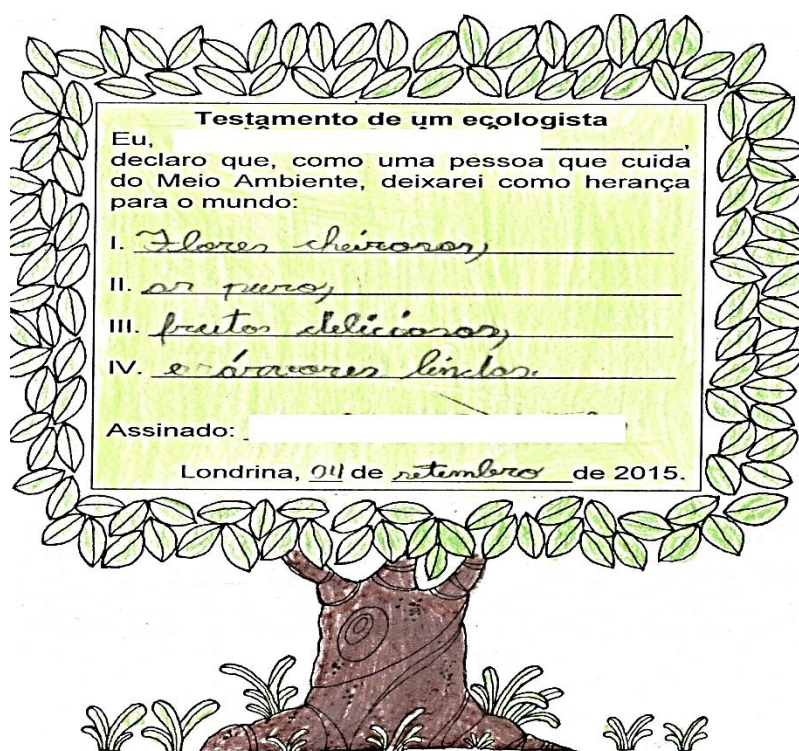 Testamento de um ecologista
Eu, ,
declaro que, como uma pessoa que cuida
do Meio Ambiente, deixarei como herança
para o mundo:
I. Flores cheirosas,
II. ar puro,
III. frutos deliciosos,
IV. e árvores lindas.
Assinado:
Londrina, 04 de setembro de 2015.